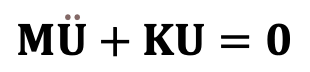 MÜ + KU = 0